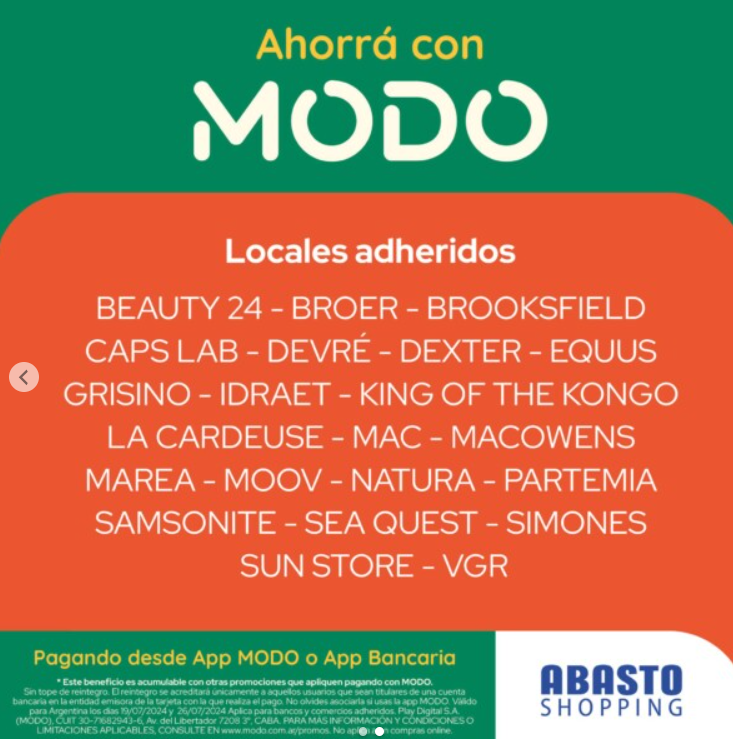 Ahorrá con
MODO
Locales adheridos
BEAUTY 24 - BROER - BROOKSFIELD
CAPS LAB - DEVRÉ - DEXTER - EQUUS
GRISINO - IDRAET - KING OF THE KONGO
LA CARDEUSE - MAC - MACOWENS
MAREA - MOOV - NATURA - PARTEMIA
SAMSONITE - SEA QUEST - SIMONES
SUN STORE - VGR
Pagando desde App MODO o App Bancaria
* Este beneficio es acumulable con otras promociones que apliquen pagando con MODO.
Sin tope de reintegro. El reintegro se acreditará únicamente a aquellos usuarios que sean titulares de una cuenta
bancaria en la entidad emisora de la tarjeta con la que realiza el pago. No olvides asociarla si usas la app MODO. Válido
para Argentina los días 19/07/2024 y 26/07/2024 Aplica para bancos y comercios adheridos. Play Digital S.A.
(MODO), CUIT 30-71682943-6, Av. del Libertador 7208 3°, CABA. PARA MÁS INFORMACIÓN Y CONDICIONES O
LIMITACIONES APLICABLES, CONSULTE EN www.modo.com.ar/promos. No compras online.
ABASTO
SHOPPING